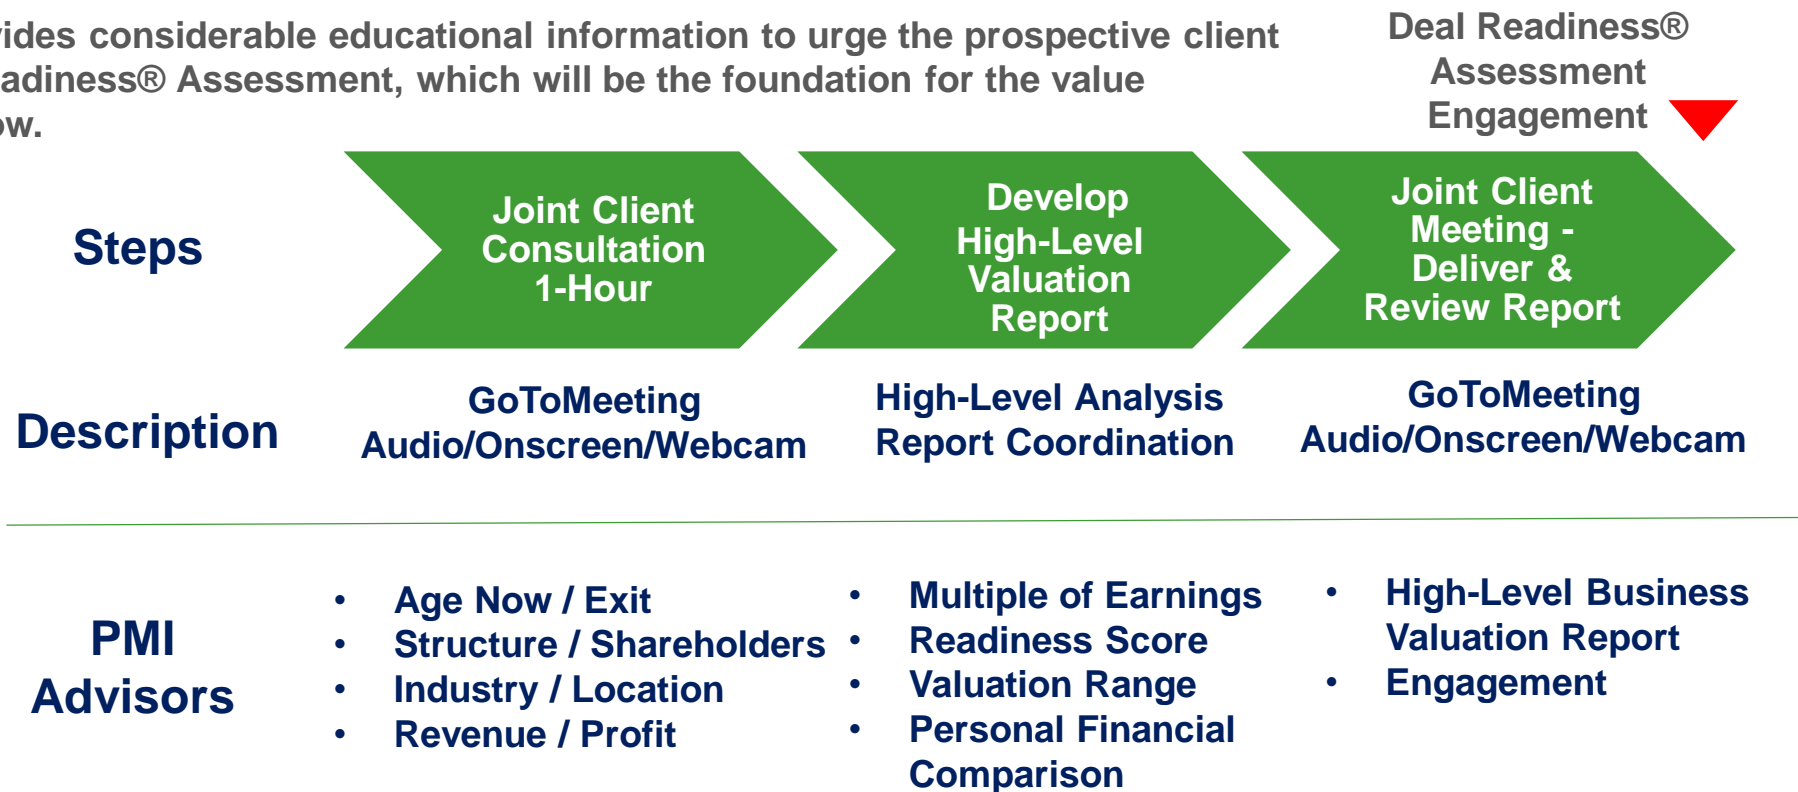 vides considerable educational information to urge the prospective client
adiness® Assessment, which will be the foundation for the value
ow.
Deal Readiness®
Assessment
Engagement
Steps
Joint Client
Consultation
1-Hour
Develop
High-Level
Valuation
Report
Joint Client
Meeting -
Deliver &
Review Report
Description
GoToMeeting
Audio/Onscreen/Webcam
High-Level Analysis
Report Coordination
GoToMeeting
Audio/Onscreen/Webcam
PMI
Advisors
• Age Now / Exit
• Structure / Shareholders
• Industry / Location
• Revenue / Profit
• Multiple of Earnings
• Readiness Score
• Valuation Range
• Personal Financial
Comparison
• High-Level Business
Valuation Report
• Engagement